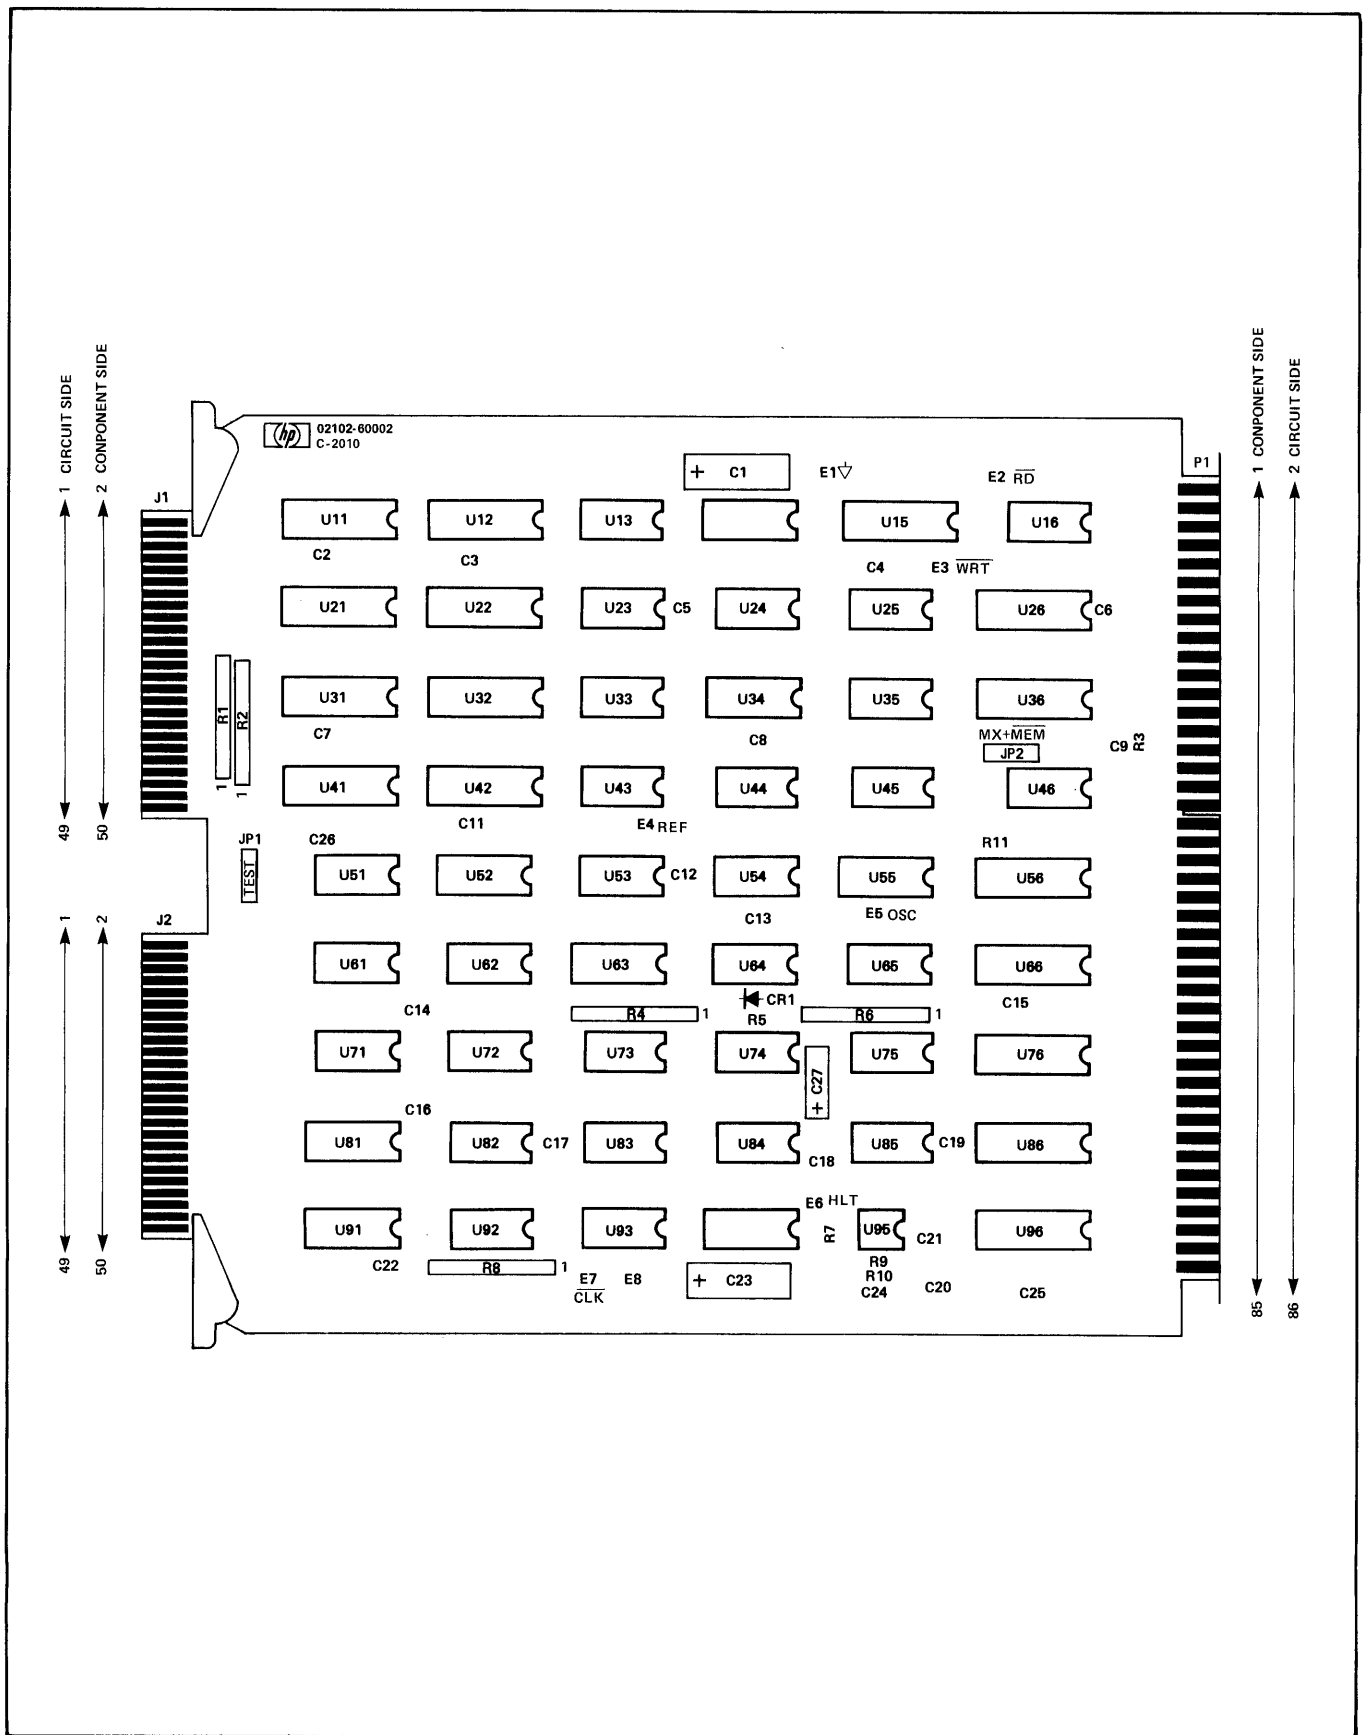 1 CIRCUIT SIDE
2 CONPONENT SIDE
J1
49
50
1
2
J2
49
50
hp
02102-60002
C-2010
C1
E1
E2 RD
P1
1 CONPONENT SIDE
2 CIRCUIT SIDE
U11
U12
U13
U15
U16
C2
C3
C4
E3 WRT
U21
U22
U23
C5
U24
U25
U26
C6
R1
R2
1
1
U31
U32
U33
U34
U35
U36
C7
C8
MX+MEM
JP2
C9
R3
U41
U42
U43
U44
U45
U46
C11
E4 REF
JP1
TEST
C26
R11
U51
U52
U53
C12
U54
U55
U56
C13
E5 OSC
U61
U62
U63
U64
U65
U66
C14
CR1
C15
R4
1
R5
R6
1
U71
U72
U73
U74
U75
U76
+ C27
C16
U81
U82
C17
U83
U84
C18
U85
C19
U86
E6 HLT
U91
U92
U93
R7
U95
C21
U96
C22
R8
1
E7
CLK
E8
+ C23
R9
R10
C24
C20
C25
85
86